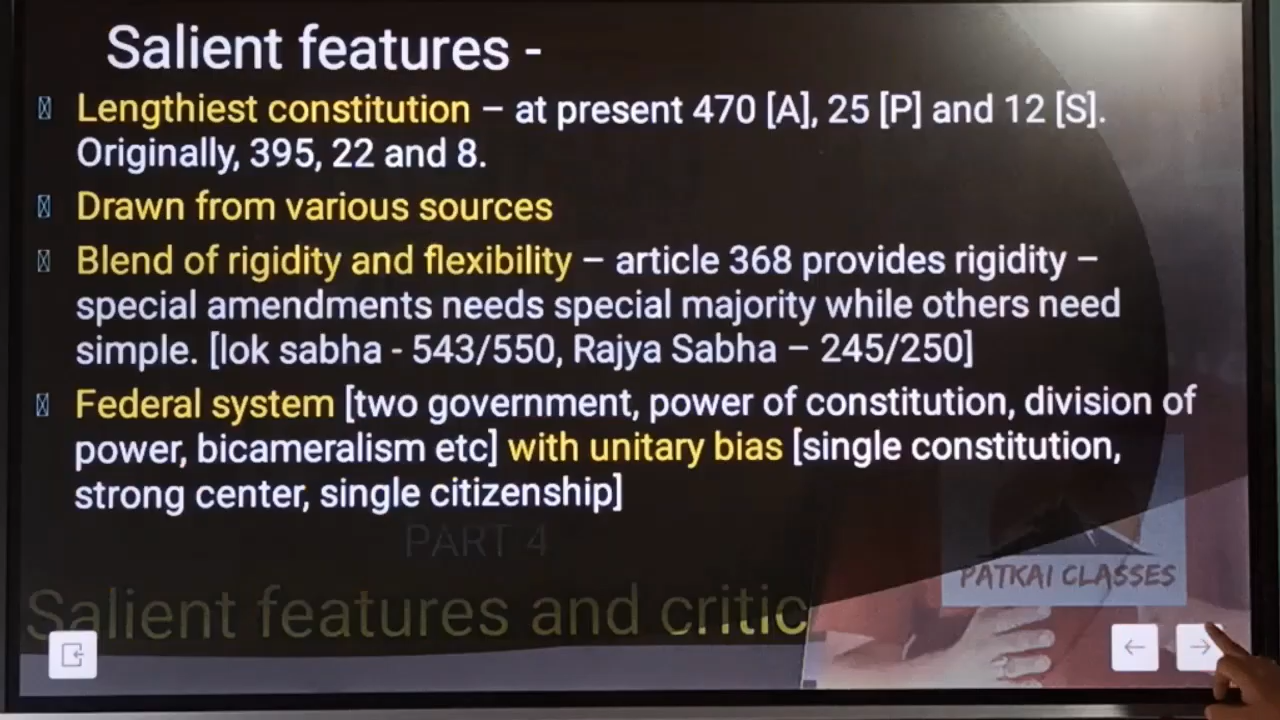 Salient features -
Lengthiest constitution – at present 470 [A], 25 [P] and 12 [S].
Originally, 395, 22 and 8.
Drawn from various sources
Blend of rigidity and flexibility – article 368 provides rigidity –
special amendments needs special majority while others need
simple. [lok sabha - 543/550, Rajya Sabha – 245/250]
Federal system [two government, power of constitution, division of
power, bicameralism etc] with unitary bias [single constitution,
strong center, single citizenship]
PART 4
PATKAI CLASSES
Salient features and critic